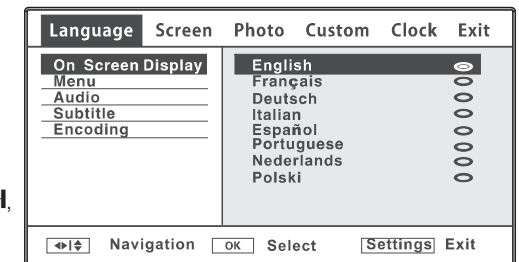 Language Screen Photo Custom Clock Exit
On Screen Display
Menu
Audio
Subtitle
Encoding
English
Français
Deutsch
Italian
Español
Portuguese
Nederlands
Polski
Navigation OK Select Settings Exit